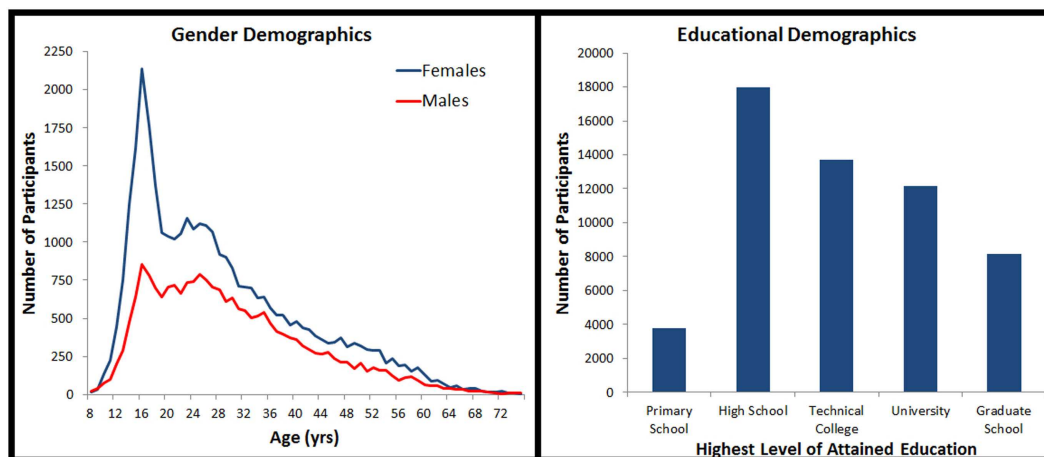 Gender Demographics
Number of Participants
2250
2000
1750
1500
1250
1000
750
500
250
0
Females
Males
8 12 16 20 24 28 32 36 40 44 48 52 56 60 64 68 72
Age (yrs)
Educational Demographics
Number of Participants
20000
18000
16000
14000
12000
10000
8000
6000
4000
2000
0
Primary School
High School
Technical College
University
Graduate School
Highest Level of Attained Education